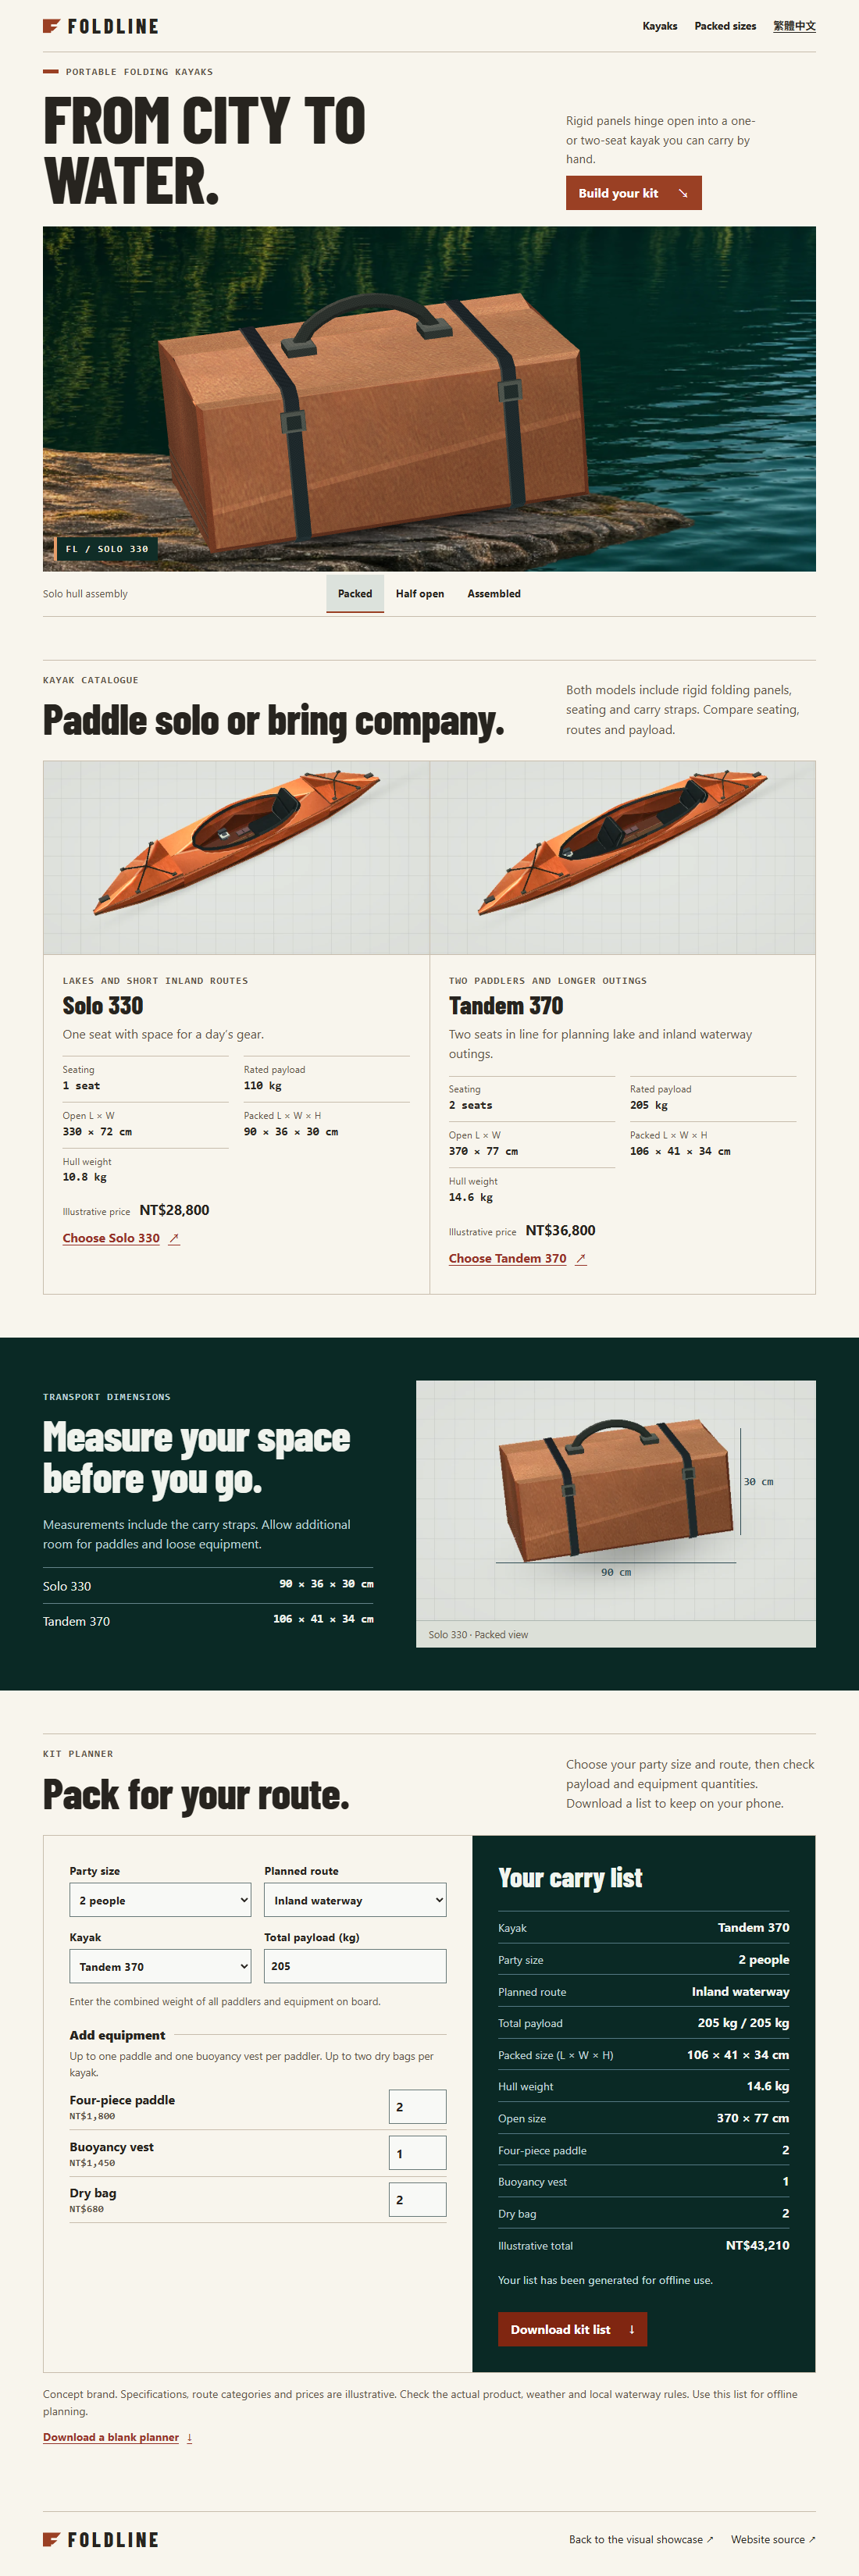 FOLDLINE
Kayaks Packed sizes 繁體中文
PORTABLE FOLDING KAYAKS
FROM CITY TO
WATER.
Rigid panels hinge open into a one-
or two-seat kayak you can carry by
hand.
Build your kit ↘
FL / SOLO 330
Solo hull assembly
Packed Half open Assembled
KAYAK CATALOGUE
Paddle solo or bring company.
Both models include rigid folding panels,
seating and carry straps. Compare seating,
routes and payload.
LAKES AND SHORT INLAND ROUTES
Solo 330
One seat with space for a day's gear.
Seating
1 seat
Rated payload
110 kg
Open L × W
330 × 72 cm
Packed L × W × H
90 × 36 × 30 cm
Hull weight
10.8 kg
Illustrative price NT$28,800
Choose Solo 330 ↗
TWO PADDLERS AND LONGER OUTINGS
Tandem 370
Two seats in line for planning lake and inland waterway
outings.
Seating
2 seats
Rated payload
205 kg
Open L × W
370 × 77 cm
Packed L × W × H
106 × 41 × 34 cm
Hull weight
14.6 kg
Illustrative price NT$36,800
Choose Tandem 370 ↗
TRANSPORT DIMENSIONS
Measure your space
before you go.
Measurements include the carry straps. Allow additional
room for paddles and loose equipment.
Solo 330 90 × 36 × 30 cm
Tandem 370 106 × 41 × 34 cm
30 cm
90 cm
Solo 330 · Packed view
KIT PLANNER
Pack for your route.
Choose your party size and route, then check
payload and equipment quantities.
Download a list to keep on your phone.
Party size
2 people
Planned route
Inland waterway
Kayak
Tandem 370
Total payload (kg)
205
Enter the combined weight of all paddlers and equipment on board.
Add equipment
Up to one paddle and one buoyancy vest per paddler. Up to two dry bags per
kayak.
Four-piece paddle
NT$1,800
2
Buoyancy vest
NT$1,450
1
Dry bag
NT$680
2
Your carry list
Kayak Tandem 370
Party size 2 people
Planned route Inland waterway
Total payload 205 kg / 205 kg
Packed size (L × W × H) 106 × 41 × 34 cm
Hull weight 14.6 kg
Open size 370 × 77 cm
Four-piece paddle 2
Buoyancy vest 1
Dry bag 2
Illustrative total NT$43,210
Your list has been generated for offline use.
Download kit list ↓
Concept brand. Specifications, route categories and prices are illustrative. Check the actual product, weather and local waterway rules. Use this list for offline
planning.
Download a blank planner ↓
FOLDLINE
Back to the visual showcase ↗ Website source ↗